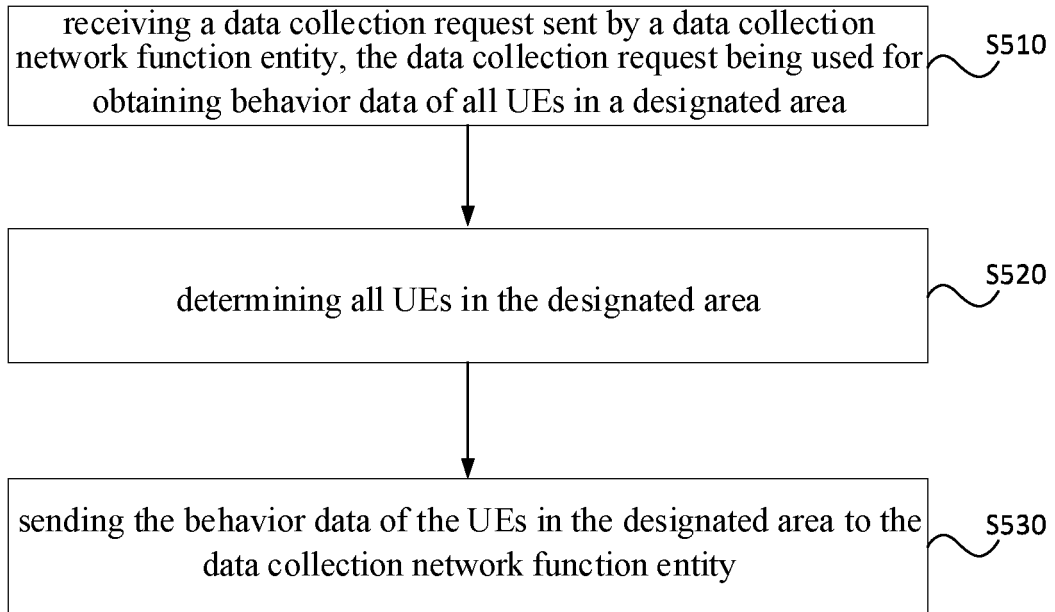 receiving a data collection request sent by a data collection
network function entity, the data collection request being used for
obtaining behavior data of all UEs in a designated area
S510
determining all UEs in the designated area
S520
sending the behavior data of the UEs in the designated area to the
data collection network function entity
S530